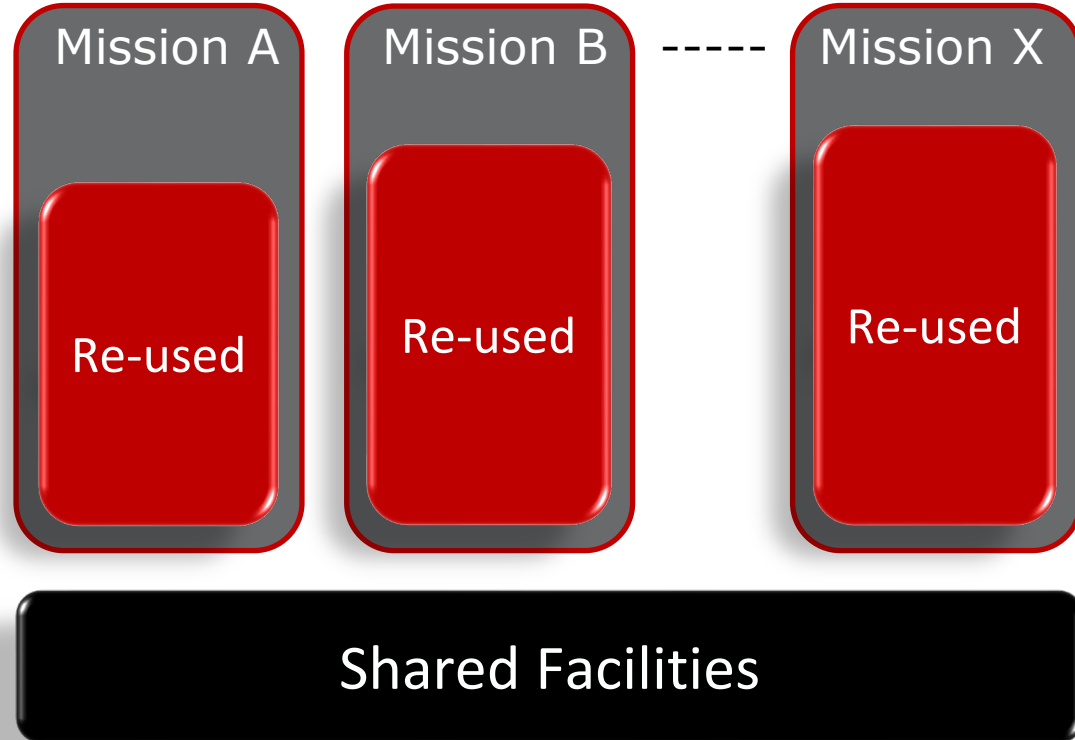 Mission A
Mission B
-----
Mission X
Re-used
Re-used
Re-used
Shared Facilities